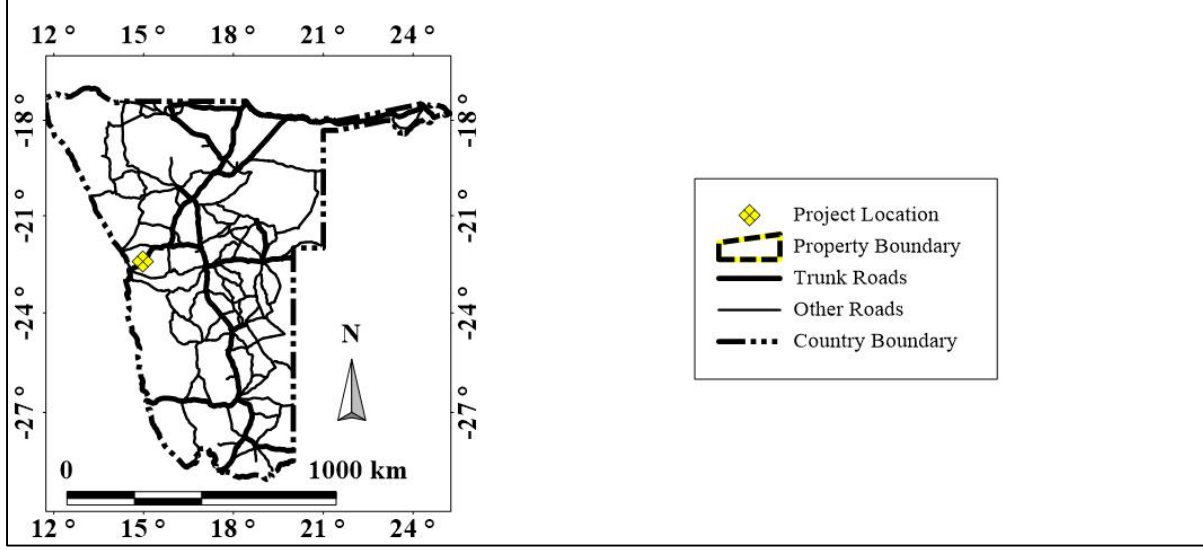 12 ° 15 ° 18 ° 21 ° 24 °
-18 ° -18 °
-21 ° -21 °
-24 ° -24 °
-27 ° -27 °
N
0 1000 km
12 ° 15 ° 18 ° 21 ° 24 °
Project Location
Property Boundary
Trunk Roads
Other Roads
Country Boundary